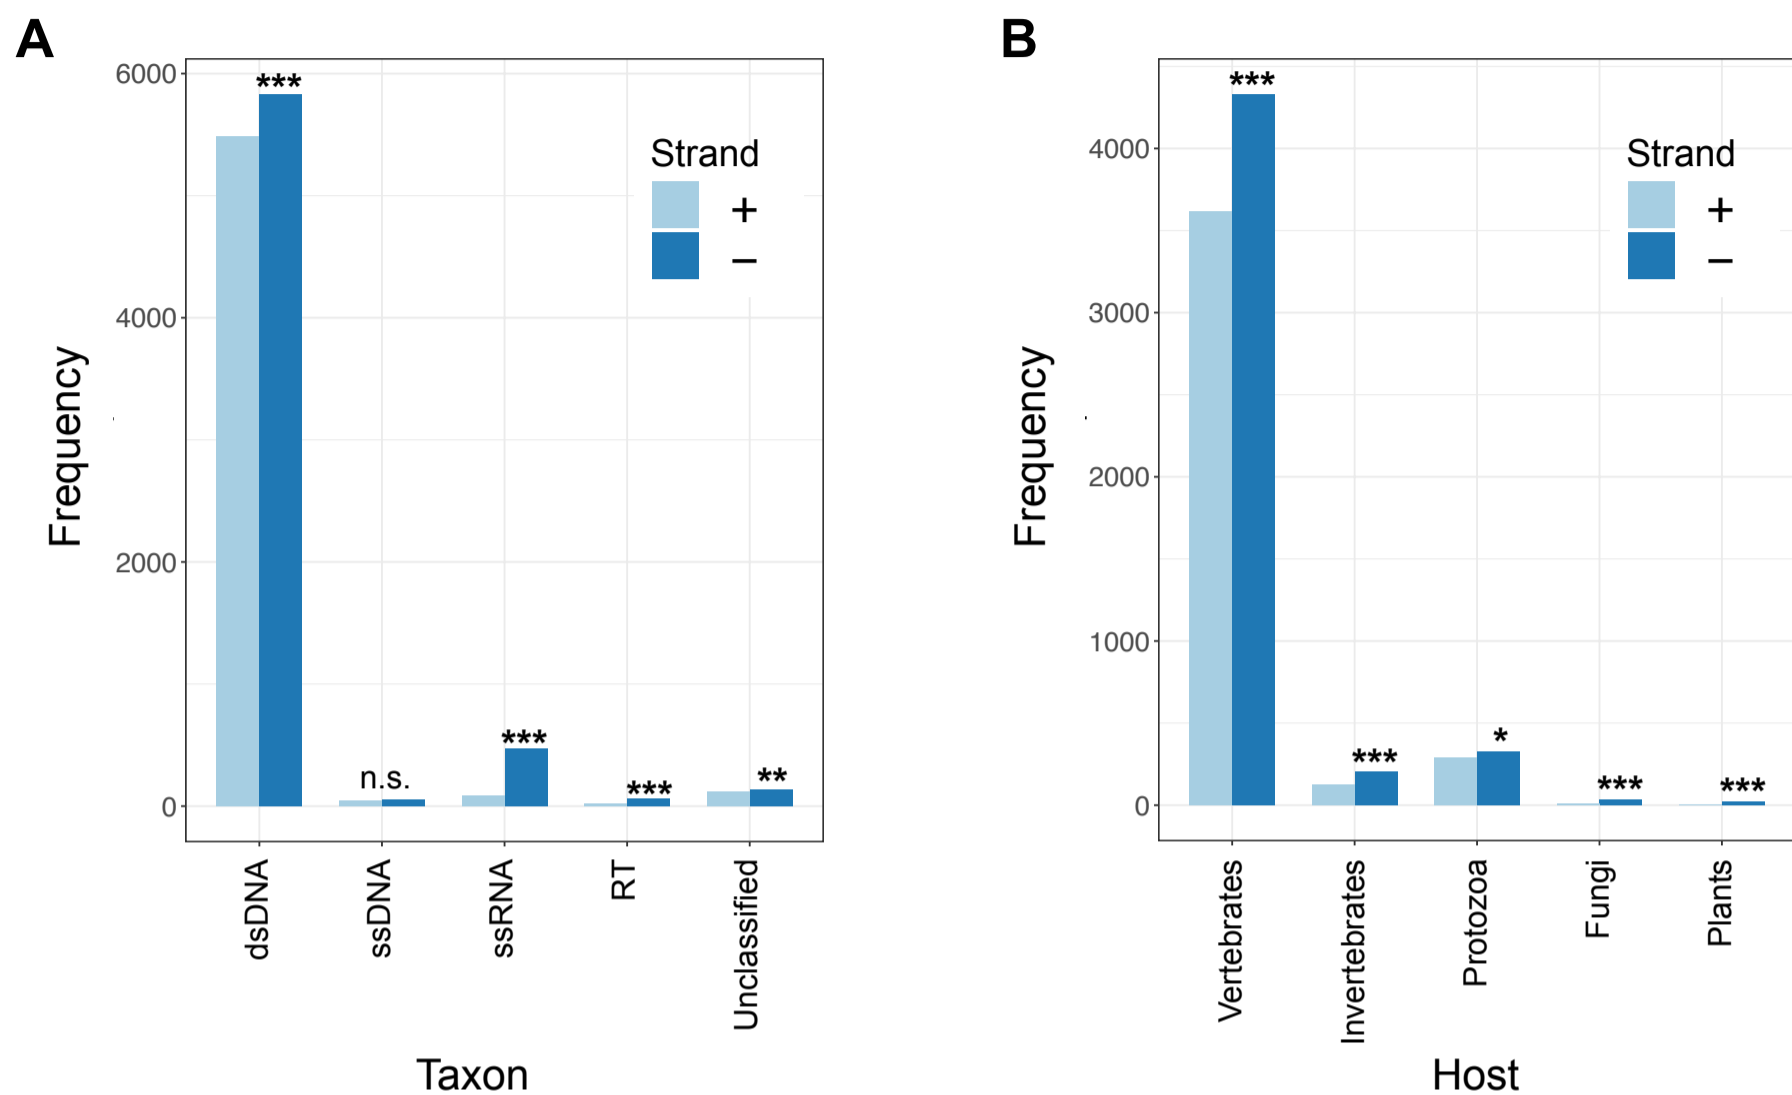 A
6000
4000
2000
0
Frequency
***
n.s.
***
***
**
Strand
+
−
dsDNA
ssDNA
ssRNA
RT
Unclassified
Taxon
B
4000
3000
2000
1000
0
Frequency
***
***
*
***
***
Strand
+
−
Vertebrates
Invertebrates
Protozoa
Fungi
Plants
Host